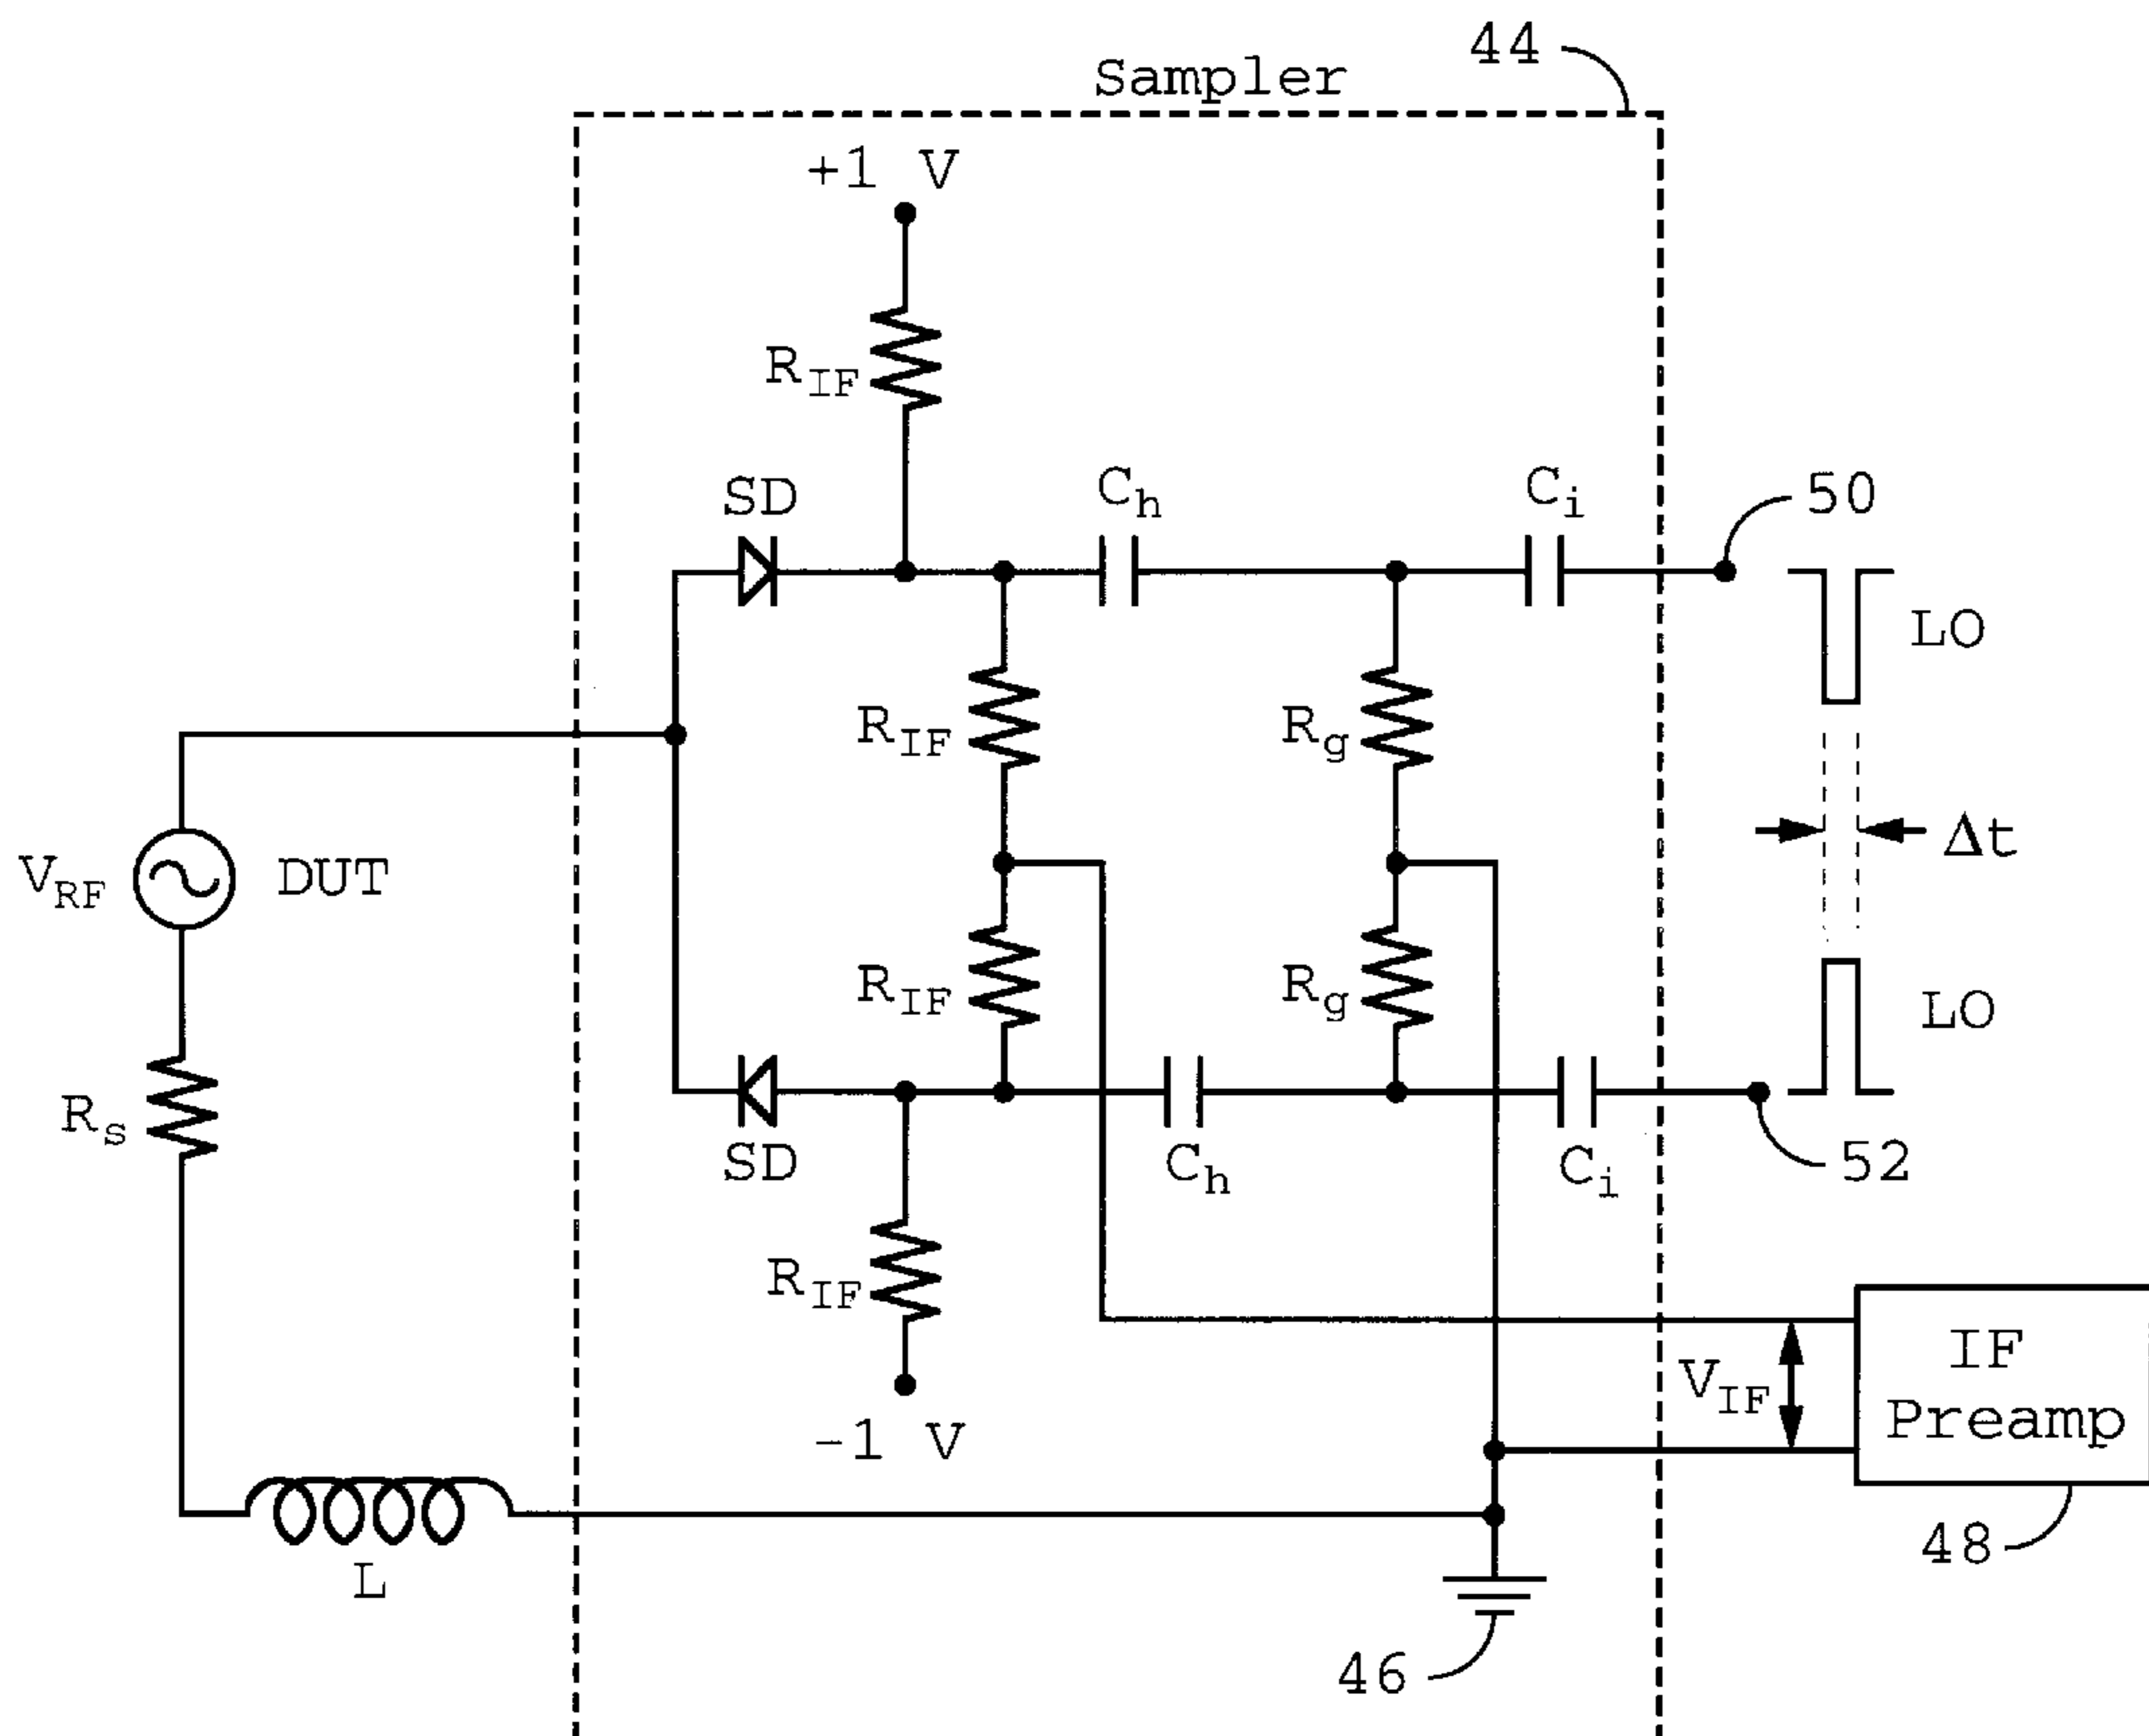 44
Sampler
+1 V
R_IF
SD
C_h
C_i
50
LO
R_IF
R_g
Δt
V_RF
DUT
R_IF
R_g
LO
R_s
SD
C_h
C_i
52
R_IF
-1 V
V_IF
IF
Preamp
L
48
46